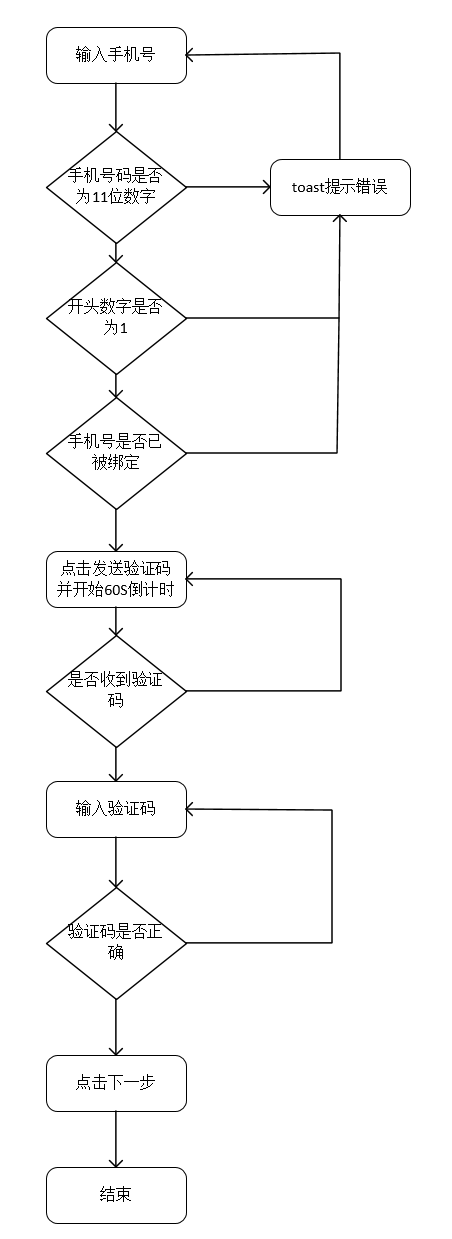 输入手机号
手机号码是否
为11位数字
toast提示错误
开头数字是否
为1
手机号是否已
被绑定
点击发送验证码
并开始60S倒计时
是否收到验证
码
输入验证码
验证码是否正
确
点击下一步
结束